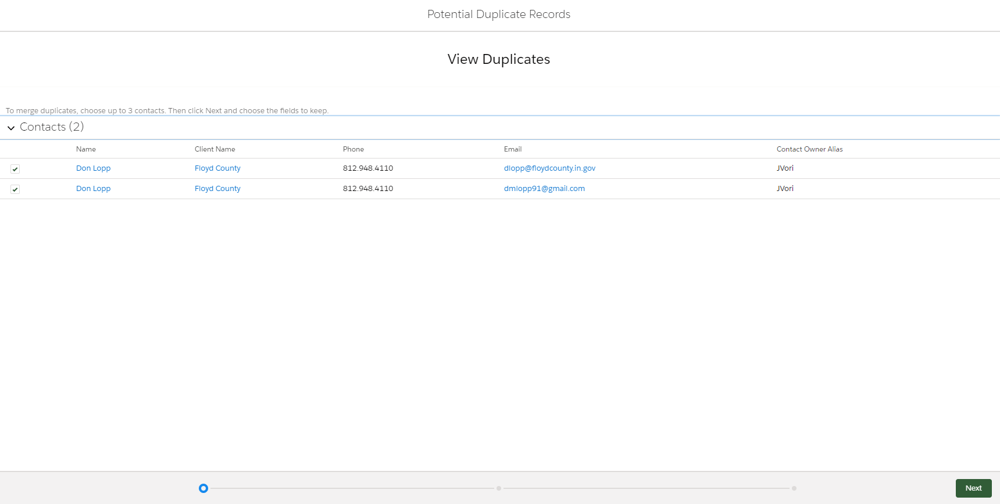 Potential Duplicate Records
View Duplicates
To merge duplicates, choose up to 3 contacts. Then click Next and choose the fields to keep.
Contacts (2)
Name Client Name Phone Email Contact Owner Alias
Don Lopp Floyd County 812.948.4110 dlopp@floydcounty.in.gov JVori
Don Lopp Floyd County 812.948.4110 dmlopp91@gmail.com JVori
Next